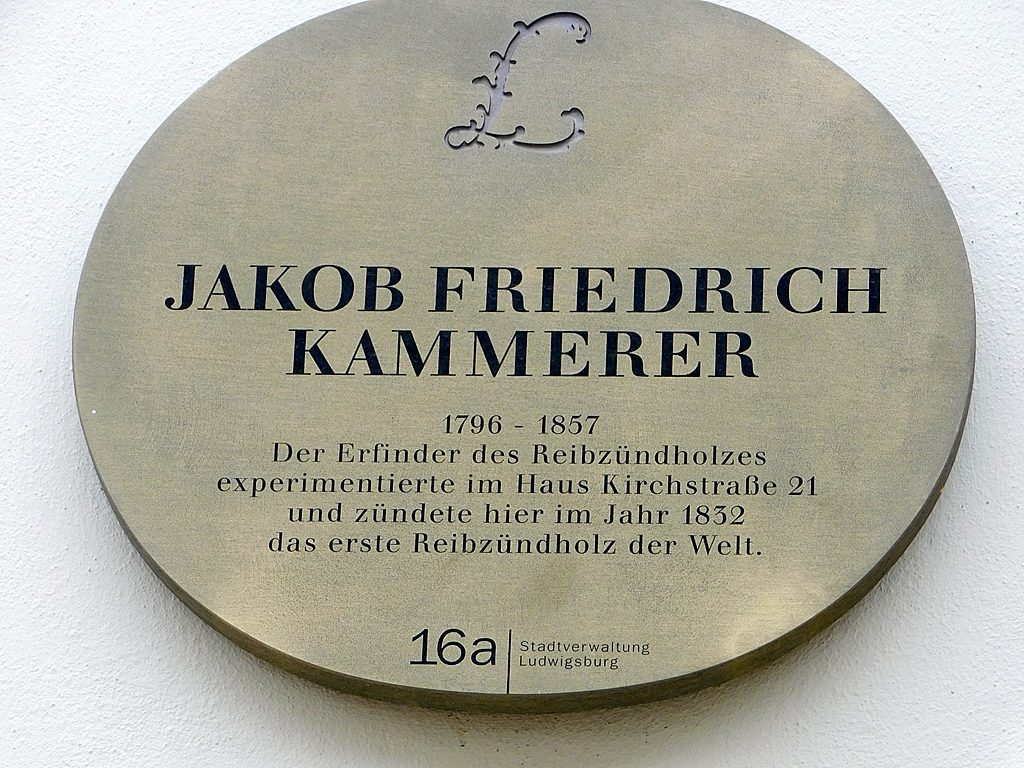 L
JAKOB FRIEDRICH
KAMMERER
1796 - 1857
Der Erfinder des Reibzündholzes
experimentierte im Haus Kirchstraße 21
und zündete hier im Jahr 1832
das erste Reibzündholz der Welt.
16a
Stadtverwaltung
Ludwigsburg